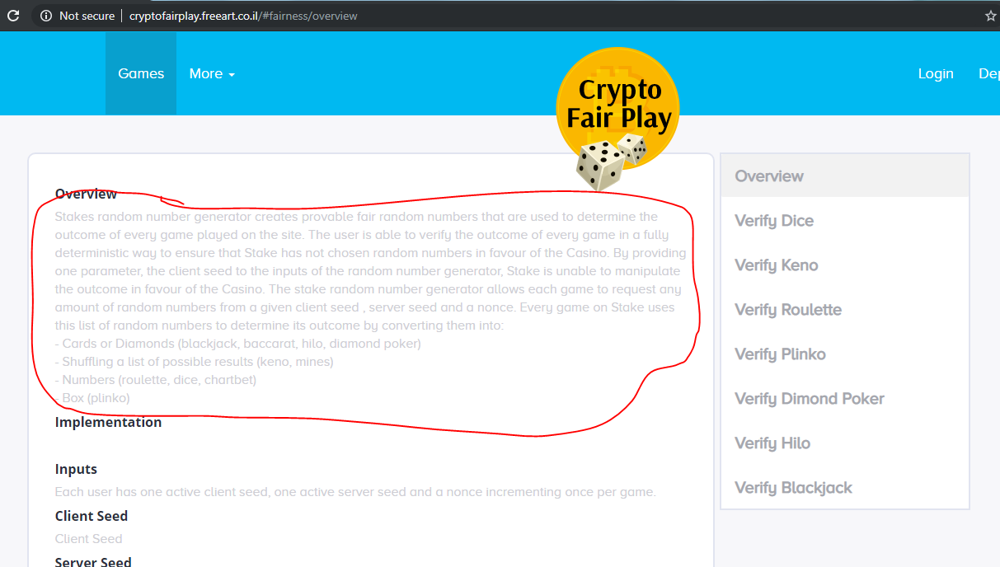 Not secure
cryptofairplay.freeart.co.il/#fairness/overview
Games
More
Crypto
Fair Play
Login
Dep
Overview
Stakes random number generator creates provable fair random numbers that are used to determine the
outcome of every game played on the site. The user is able to verify the outcome of every game in a fully
deterministic way to ensure that Stake has not chosen random numbers in favour of the Casino. By providing
one parameter, the client seed to the inputs of the random number generator, Stake is unable to manipulate
the outcome in favour of the Casino. The stake random number generator allows each game to request any
amount of random numbers from a given client seed , server seed and a nonce. Every game on Stake uses
this list of random numbers to determine its outcome by converting them into:
- Cards or Diamonds (blackjack, baccarat, hilo, diamond poker)
- Shuffling a list of possible results (keno, mines)
- Numbers (roulette, dice, chartbet)
- Box (plinko)
Implementation
Inputs
Each user has one active client seed, one active server seed and a nonce incrementing once per game.
Client Seed
Client Seed
Server Seed
Overview
Verify Dice
Verify Keno
Verify Roulette
Verify Plinko
Verify Dimond Poker
Verify Hilo
Verify Blackjack